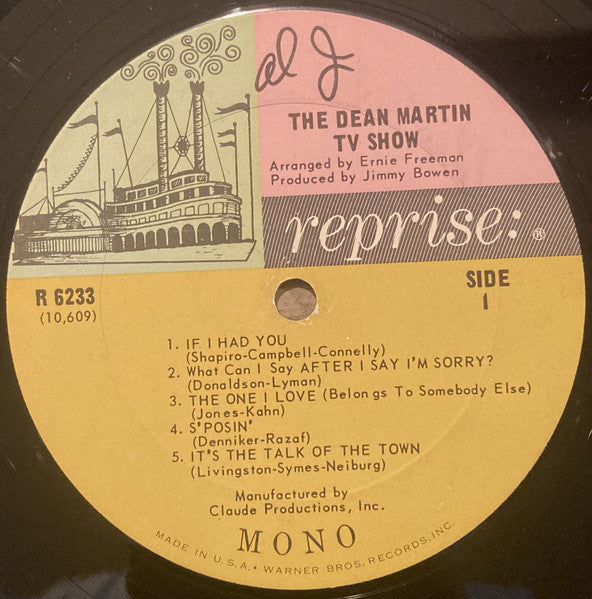 al J
THE DEAN MARTIN
TV SHOW
Arranged by Ernie Freeman
Produced by Jimmy Bowen
reprise: ®
R 6233
(10,609)
SIDE
1
1. IF I HAD YOU
(Shapiro-Campbell-Connelly)
2. What Can I Say AFTER I SAY I'M SORRY?
(Donaldson-Lyman)
3. THE ONE I LOVE (Belongs To Somebody Else)
(Jones-Kahn)
4. S'POSIN'
(Denniker-Razaf)
5. IT'S THE TALK OF THE TOWN
(Livingston-Symes-Neiburg)
Manufactured by
Claude Productions, Inc.
MONO
MADE IN U.S.A. • WARNER BROS. RECORDS, INC.